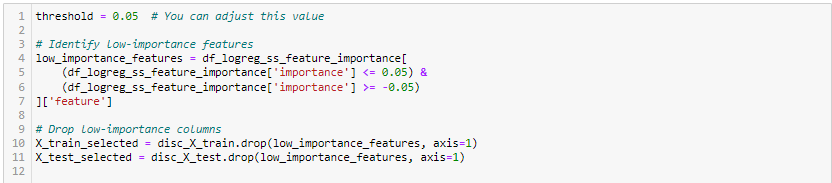 1 threshold = 0.05  # You can adjust this value
2
3 # Identify low-importance features
4 low_importance_features = df_logreg_ss_feature_importance[
5     (df_logreg_ss_feature_importance['importance'] <= 0.05) &
6     (df_logreg_ss_feature_importance['importance'] >= -0.05)
7 ]['feature']
8
9 # Drop low-importance columns
10 X_train_selected = disc_X_train.drop(low_importance_features, axis=1)
11 X_test_selected = disc_X_test.drop(low_importance_features, axis=1)
12